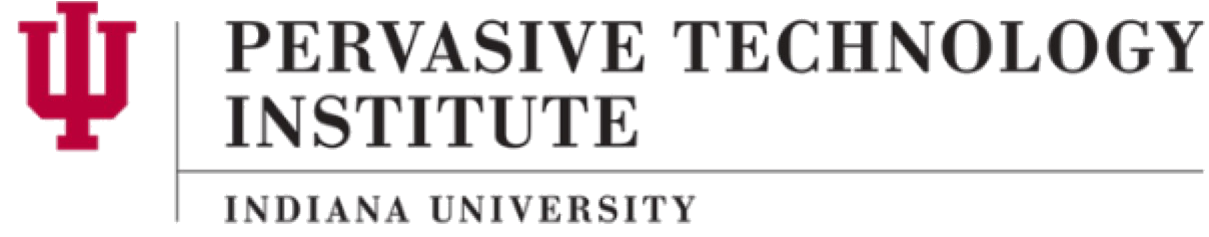 PERVASIVE TECHNOLOGY
INSTITUTE
INDIANA UNIVERSITY